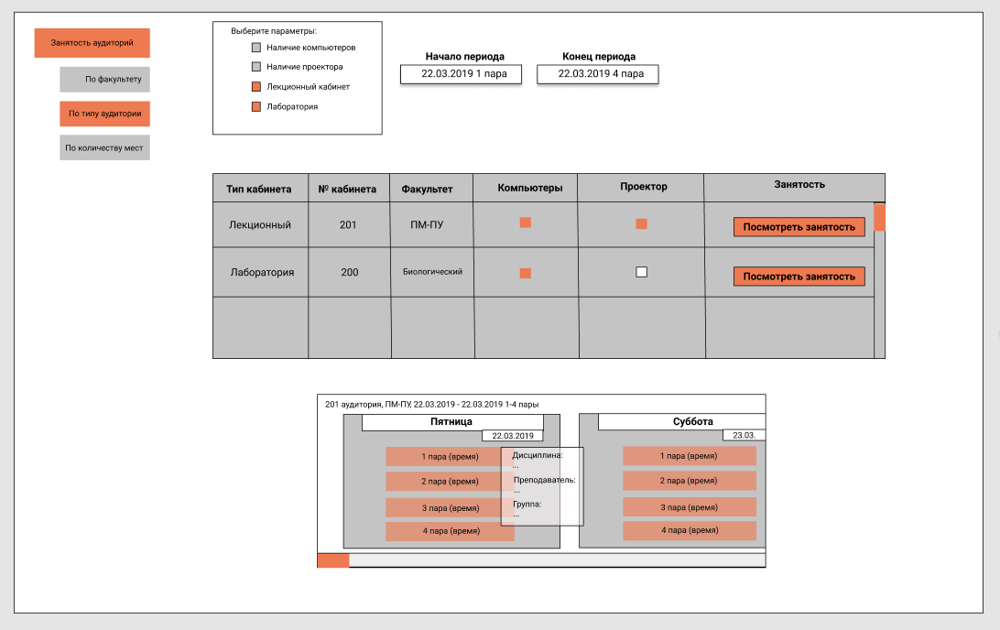 Занятость аудиторий
По факультету
По типу аудитории
По количеству мест
Выберите параметры:
Наличие компьютеров
Наличие проектора
Лекционный кабинет
Лаборатория
Начало периода
22.03.2019 1 пара
Конец периода
22.03.2019 4 пара
Тип кабинета № кабинета Факультет Компьютеры Проектор Занятость
Лекционный 201 ПМ-ПУ Посмотреть занятость
Лаборатория 200 Биологический Посмотреть занятость
201 аудитория, ПМ-ПУ, 22.03.2019 - 22.03.2019 1-4 пары
Пятница
22.03.2019
1 пара (время)
2 пара (время)
3 пара (время)
4 пара (время)
Дисциплина:
...
Преподаватель:
...
Группа:
...
Суббота
23.03.
1 пара (время)
2 пара (время)
3 пара (время)
4 пара (время)